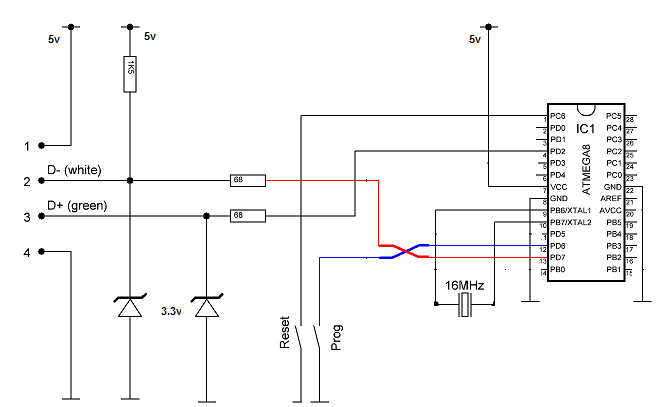 5v
5v
5v
1K5
1
D- (white)
2
68
D+ (green)
3
68
4
3.3v
Reset
Prog
16MHz
IC1
ATMEGA8
PC6
PD0
PD1
PD2
PD3
PD4
VCC
GND
PB6/XTAL1
PB7/XTAL2
PD5
PD6
PD7
PB0
PC5
PC4
PC3
PC2
PC1
PC0
GND
AREF
AVCC
PB5
PB4
PB3
PB2
PB1
1
2
3
4
5
6
7
8
9
10
12
13
28
27
26
25
24
23
22
21
20
19
18
17
16